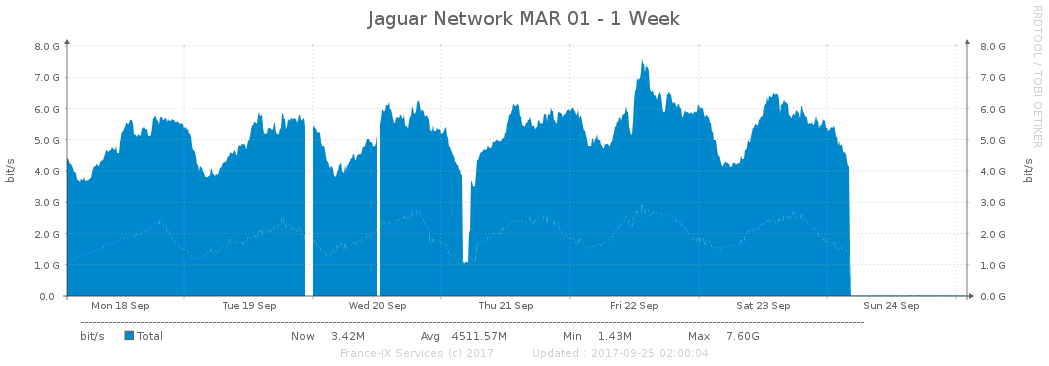 Jaguar Network MAR 01 - 1 Week
RRDTOOL / TOBI OETIKER
bit/s
8.0 G 8.0 G
7.0 G 7.0 G
6.0 G 6.0 G
5.0 G 5.0 G
4.0 G 4.0 G
3.0 G 3.0 G
2.0 G 2.0 G
1.0 G 1.0 G
0.0 0.0 G
bit/s
Mon 18 Sep Tue 19 Sep Wed 20 Sep Thu 21 Sep Fri 22 Sep Sat 23 Sep Sun 24 Sep
bit/s Total Now 3.42M Avg 4511.57M Min 1.43M Max 7.60G
France-IX Services (c) 2017 Updated : 2017-09-25 02:00:04